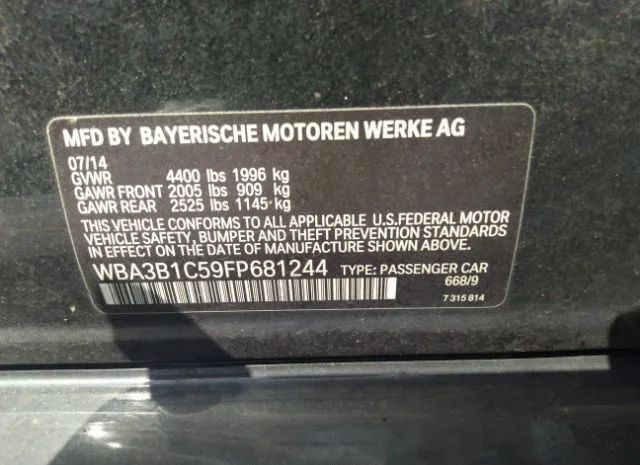 MFD BY BAYERISCHE MOTOREN WERKE AG
07/14
GVWR 4400 lbs 1996 kg
GAWR FRONT 2005 lbs 909 kg
GAWR REAR 2525 lbs 1145 kg
THIS VEHICLE CONFORMS TO ALL APPLICABLE U.S.FEDERAL MOTOR
VEHICLE SAFETY, BUMPER AND THEFT PREVENTION STANDARDS
IN EFFECT ON THE DATE OF MANUFACTURE SHOWN ABOVE.
WBA3B1C59FP681244 TYPE: PASSENGER CAR
668/9
7 315 814